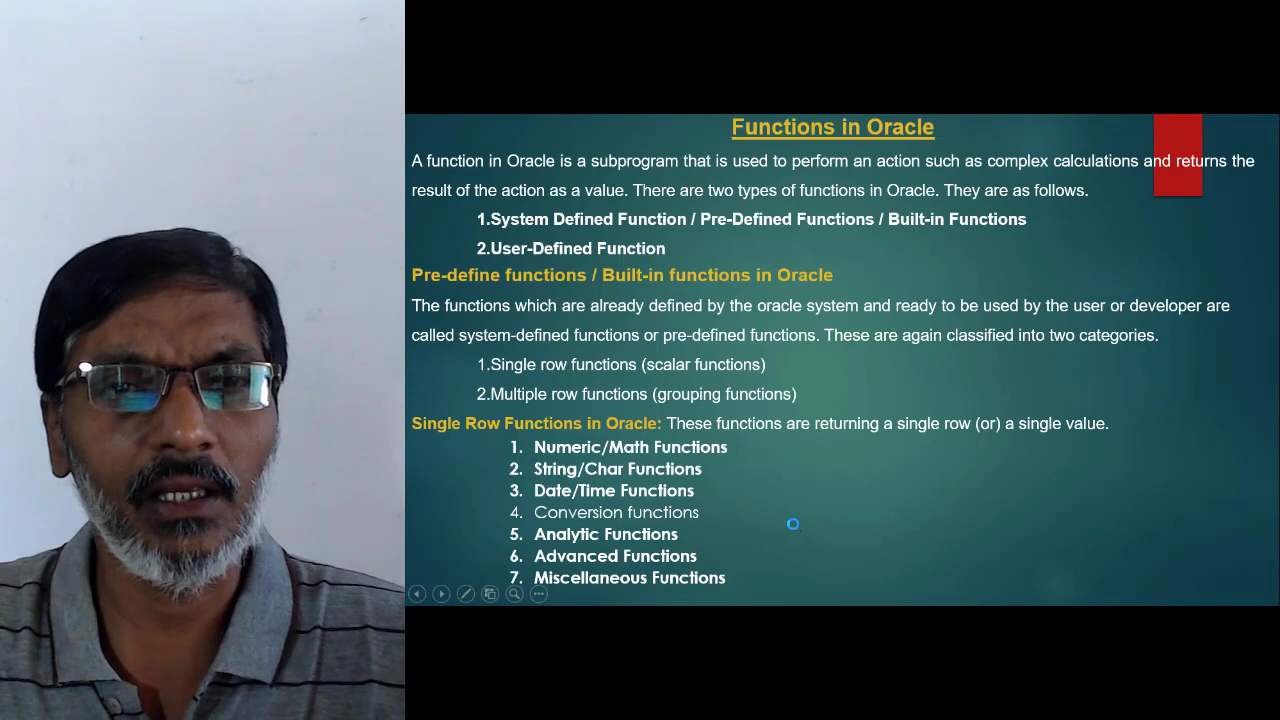 Functions in Oracle
A function in Oracle is a subprogram that is used to perform an action such as complex calculations and returns the
result of the action as a value. There are two types of functions in Oracle. They are as follows.
1.System Defined Function / Pre-Defined Functions / Built-in Functions
2.User-Defined Function
Pre-define functions / Built-in functions in Oracle
The functions which are already defined by the oracle system and ready to be used by the user or developer are
called system-defined functions or pre-defined functions. These are again classified into two categories.
1.Single row functions (scalar functions)
2.Multiple row functions (grouping functions)
Single Row Functions in Oracle: These functions are returning a single row (or) a single value.
1. Numeric/Math Functions
2. String/Char Functions
3. Date/Time Functions
4. Conversion functions
5. Analytic Functions
6. Advanced Functions
7. Miscellaneous Functions